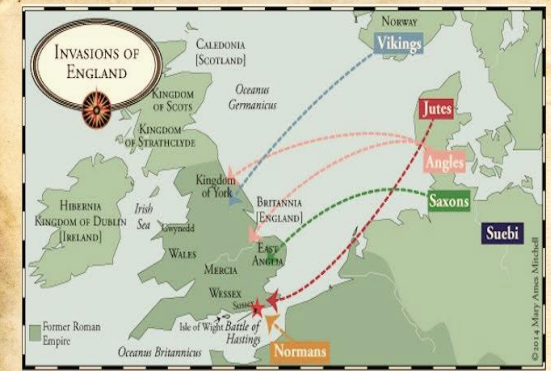 INVASIONS OF
ENGLAND
NORWAY
Vikings
CALEDONIA
[SCOTLAND]
Oceanus
Germanicus
KINGDOM
OF SCOTS
KINGDOM
OF STRATHCLYDE
Jutes
Angles
Saxons
Suebi
Kingdom
of York
BRITANNIA
[ENGLAND]
HIBERNIA
KINGDOM OF DUBLIN
[IRELAND]
Irish
Sea
Gwynedd
WALES
EAST
ANGLIA
MERCIA
WESSEX
Isle of Wight
Battle of
Hastings
Normans
Former Roman
Empire
Oceanus Britannicus
© 2014 Mary Ames Mitchell